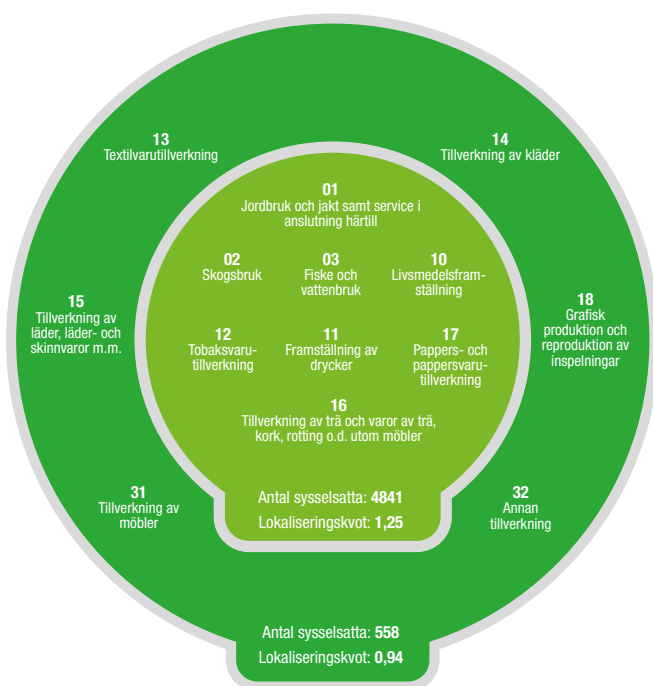 13
Textilvarutillverkning
14
Tillverkning av kläder
01
Jordbruk och jakt samt service i
anslutning härtill
02
Skogsbruk
03
Fiske och
vattenbruk
10
Livsmedelsfram-
ställning
15
Tillverkning av
läder, läder- och
skinnvaror m.m.
18
Grafisk
produktion och
reproduktion av
inspelningar
12
Tobaksvaru-
tillverkning
11
Framställning av
drycker
17
Pappers- och
pappersvaru-
tillverkning
16
Tillverkning av trä och varor av trä,
kork, rotting o.d. utom möbler
31
Tillverkning av
möbler
32
Annan
tillverkning
Antal sysselsatta: 4841
Lokaliseringskvot: 1,25
Antal sysselsatta: 558
Lokaliseringskvot: 0,94